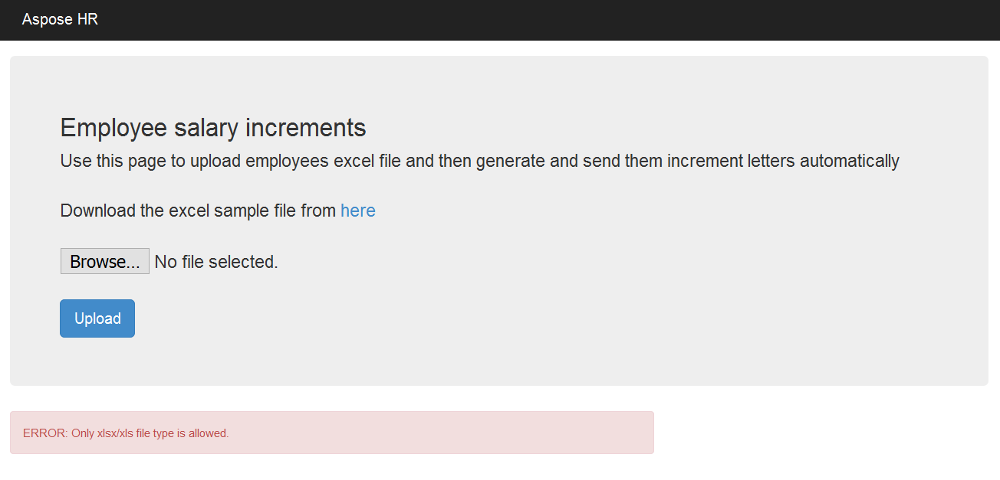 Aspose HR
Employee salary increments
Use this page to upload employees excel file and then generate and send them increment letters automatically
Download the excel sample file from here
Browse... No file selected.
Upload
ERROR: Only xlsx/xls file type is allowed.